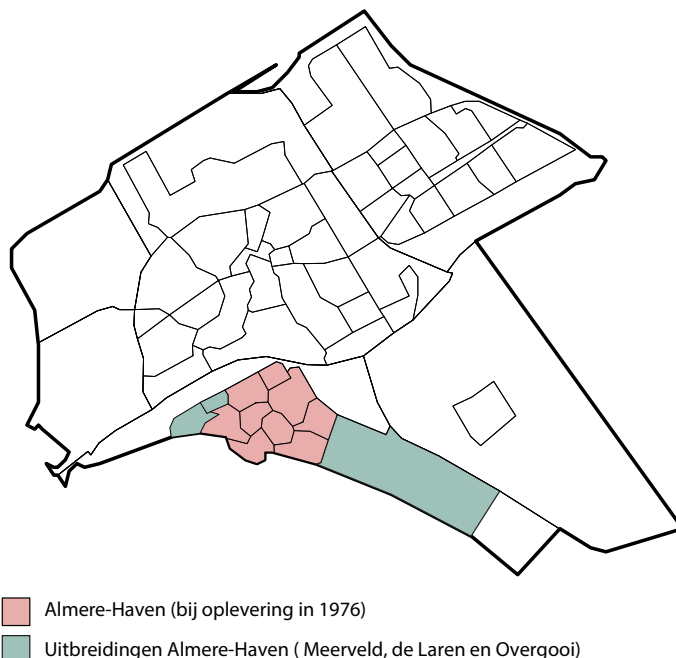 Almere-Haven (bij oplevering in 1976)
Uitbreidingen Almere-Haven ( Meerveld, de Laren en Overgooi)